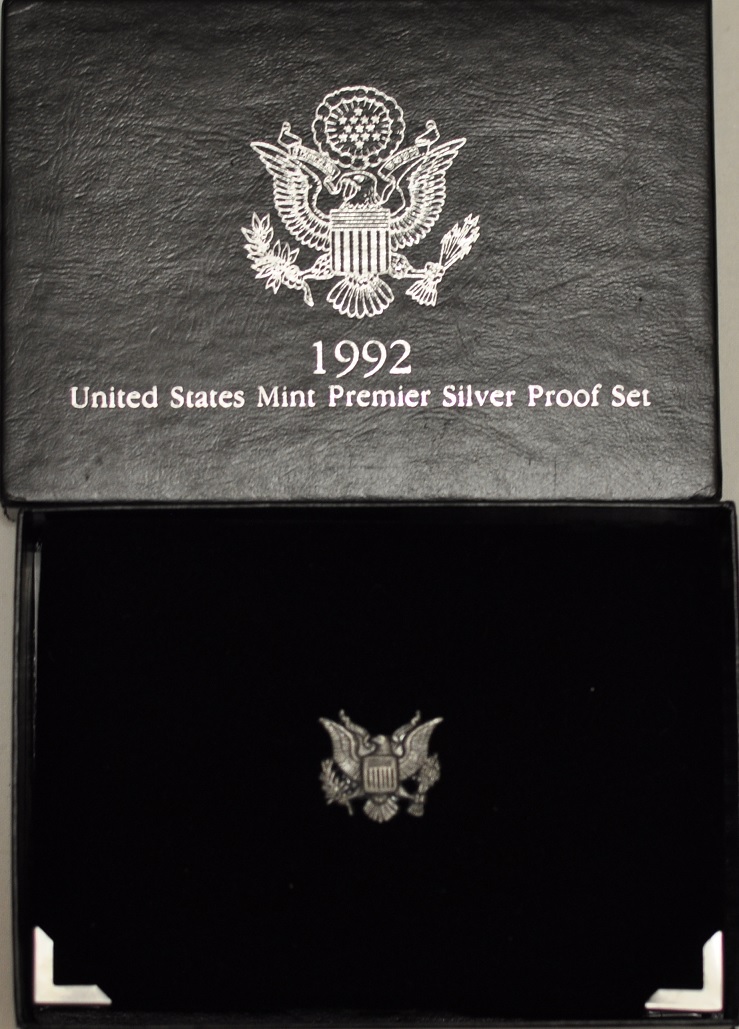 1992
United States Mint Premier Silver Proof Set